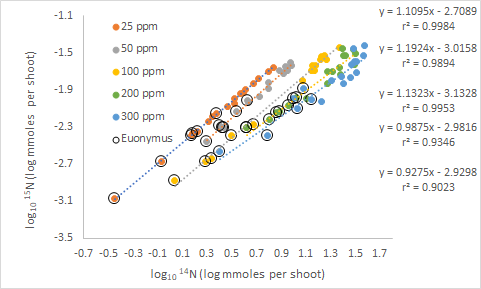 -1.1
-1.5
-1.9
-2.3
-2.7
-3.1
-3.5
log10 15N (log mmoles per shoot)
25 ppm
50 ppm
100 ppm
200 ppm
300 ppm
Euonymus
y = 1.1095x - 2.7089
r² = 0.9984
y = 1.1924x - 3.0158
r² = 0.9894
y = 1.1323x - 3.1328
r² = 0.9953
y = 0.9875x - 2.9816
r² = 0.9346
y = 0.9275x - 2.9298
r² = 0.9023
-0.7 -0.5 -0.3 -0.1 0.1 0.3 0.5 0.7 0.9 1.1 1.3 1.5 1.7
log10 14N (log mmoles per shoot)